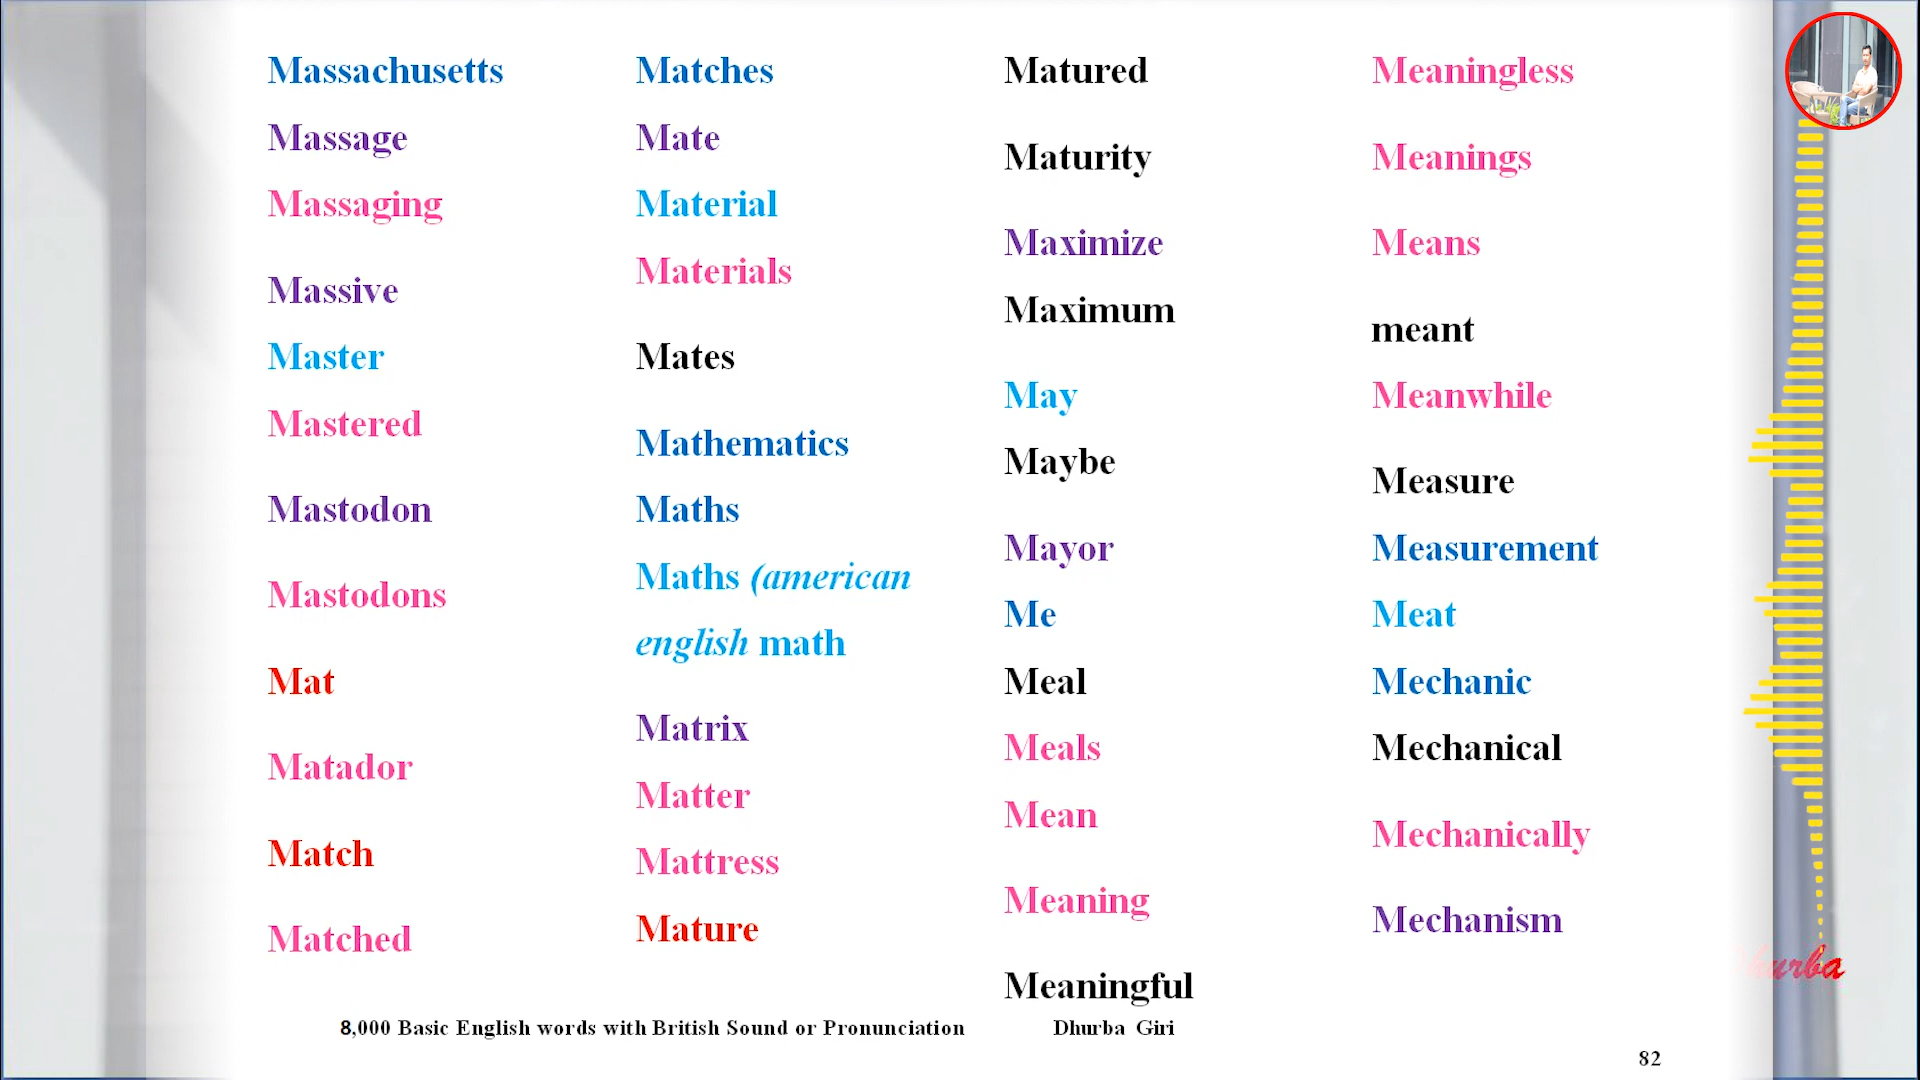 Massachusetts
Massage
Massaging
Massive
Master
Mastered
Mastodon
Mastodons
Mat
Matador
Match
Matched
Matches
Mate
Material
Materials
Mates
Mathematics
Maths
Maths (american
english math
Matrix
Matter
Mattress
Mature
Matured
Maturity
Maximize
Maximum
May
Maybe
Mayor
Me
Meal
Meals
Mean
Meaning
Meaningful
Meaningless
Meanings
Means
meant
Meanwhile
Measure
Measurement
Meat
Mechanic
Mechanical
Mechanically
Mechanism
8,000 Basic English words with British Sound or Pronunciation Dhurba Giri
82